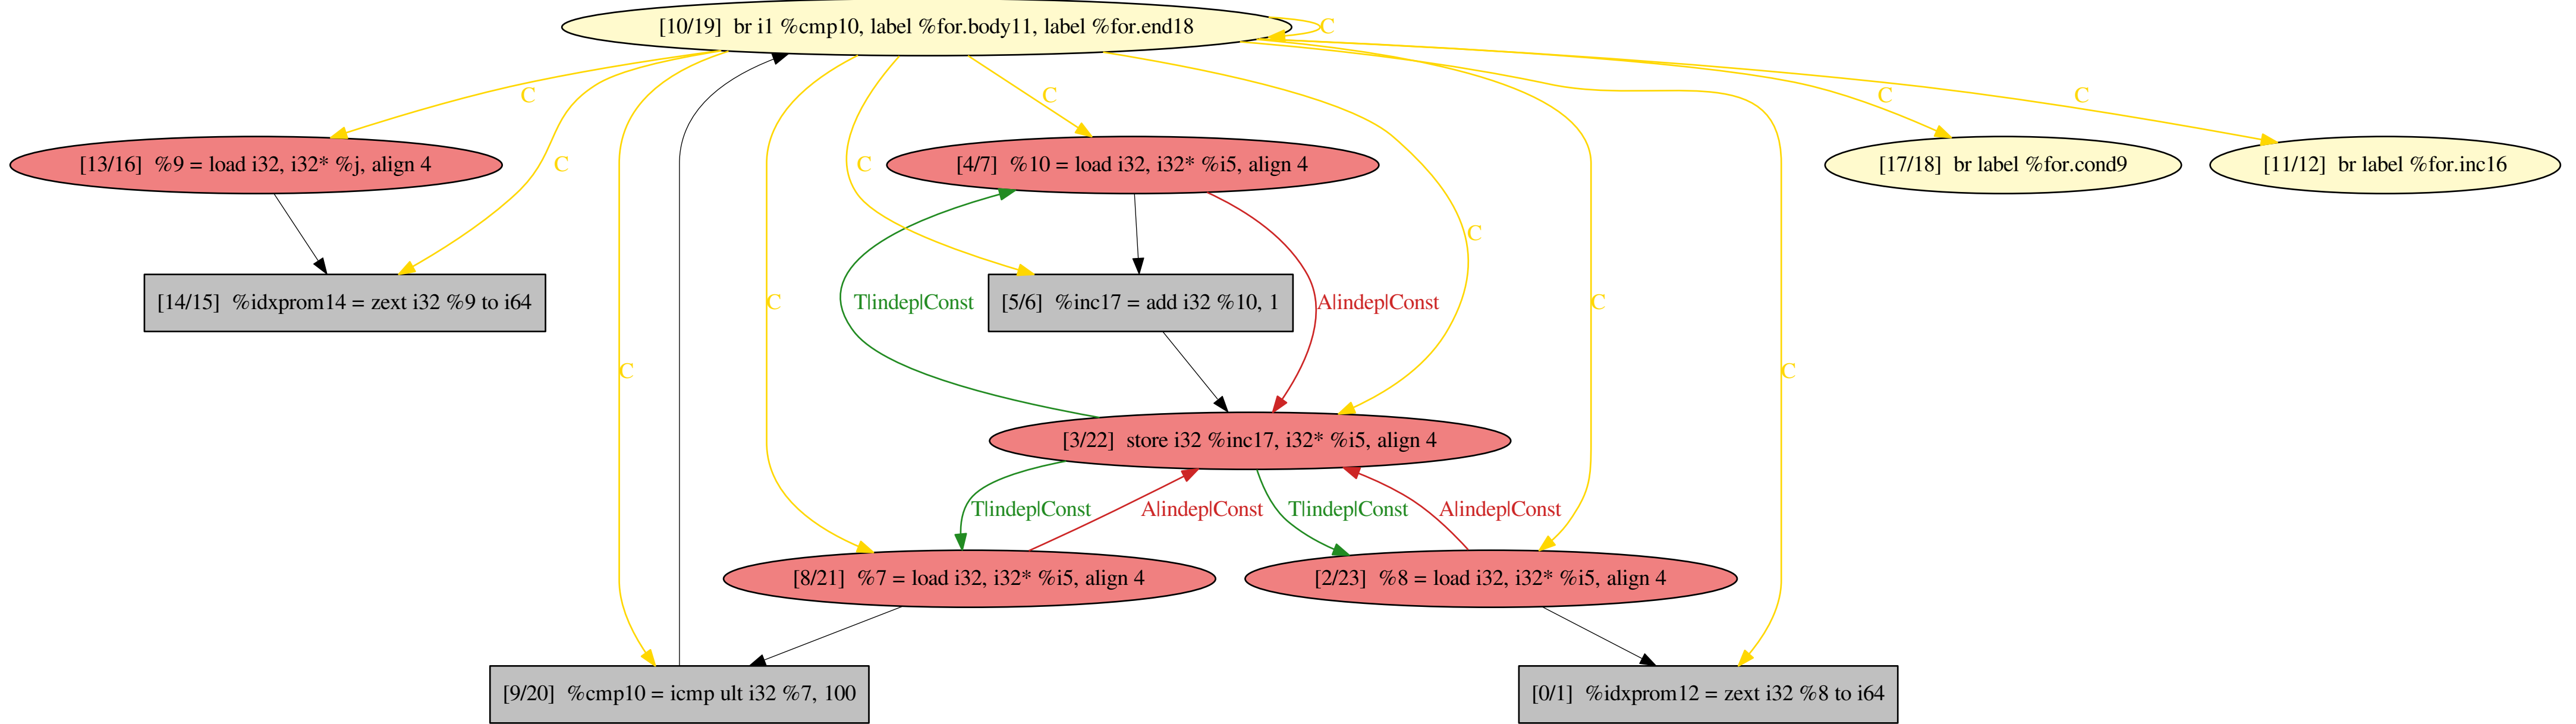 [10/19] br i1 %cmp10, label %for.body11, label %for.end18
C
C
C
C
C
[13/16] %9 = load i32, i32* %j, align 4
C
C
[4/7] %10 = load i32, i32* %i5, align 4
[17/18] br label %for.cond9
[11/12] br label %for.inc16
C
[14/15] %idxprom14 = zext i32 %9 to i64
C
T|indep|Const
[5/6] %inc17 = add i32 %10, 1
A|indep|Const
C
C
C
[3/22] store i32 %inc17, i32* %i5, align 4
T|indep|Const
A|indep|Const
T|indep|Const
A|indep|Const
[8/21] %7 = load i32, i32* %i5, align 4
[2/23] %8 = load i32, i32* %i5, align 4
[9/20] %cmp10 = icmp ult i32 %7, 100
[0/1] %idxprom12 = zext i32 %8 to i64